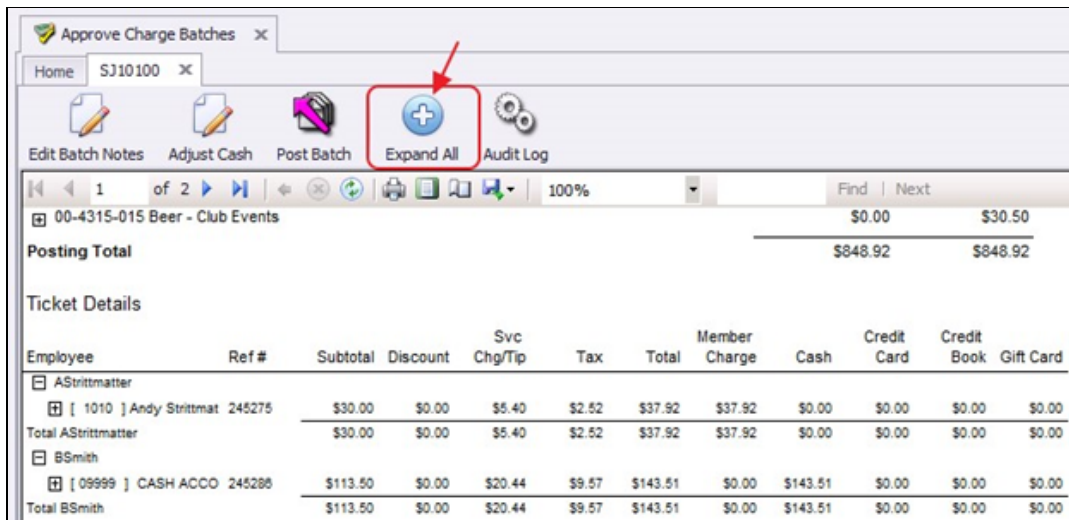 Approve Charge Batches
Home SJ10100
Edit Batch Notes Adjust Cash Post Batch Expand All Audit Log
1 of 2 100% Find | Next
00-4315-015 Beer - Club Events $0.00 $30.50
Posting Total $848.92 $848.92
Ticket Details
Svc Member Credit Credit
Employee Ref # Subtotal Discount Chg/Tip Tax Total Charge Cash Card Book Gift Card
AStrittmatter
[ 1010 ] Andy Strittmat 245275 $30.00 $0.00 $5.40 $2.52 $37.92 $37.92 $0.00 $0.00 $0.00 $0.00
Total AStrittmatter $30.00 $0.00 $5.40 $2.52 $37.92 $37.92 $0.00 $0.00 $0.00 $0.00
BSmith
[ 09999 ] CASH ACCO 245286 $113.50 $0.00 $20.44 $9.57 $143.51 $0.00 $143.51 $0.00 $0.00 $0.00
Total BSmith $113.50 $0.00 $20.44 $9.57 $143.51 $0.00 $143.51 $0.00 $0.00 $0.00